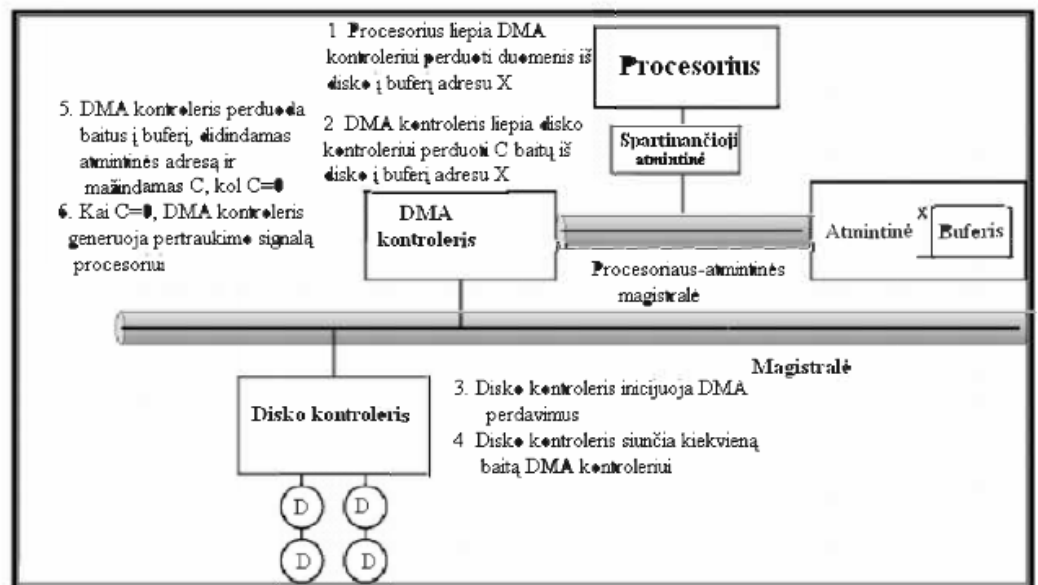 1 Procesorius liepia DMA
kontroleriui perduoti duomenis iš
disko į buferį adresu X
2 DMA kontroleris liepia disko
kontroleriui perduoti C baitų iš
disko į buferį adresu X
5. DMA kontroleris perduoda
baitus į buferį, didindamas
atmintinės adresą ir
mažindamas C, kol C=0
6. Kai C=0, DMA kontroleris
generuoja pertraukimo signalą
procesoriui
Procesorius
Spartinančioji
atmintinė
DMA
kontroleris
Procesoriaus-atmintinės
magistralė
Atmintinė
X
Buferis
Magistralė
Disko kontroleris
3. Disko kontroleris inicijuoja DMA
perdavimus
4 Disko kontroleris siunčia kiekvieną
baitą DMA kontroleriui
D D
D D